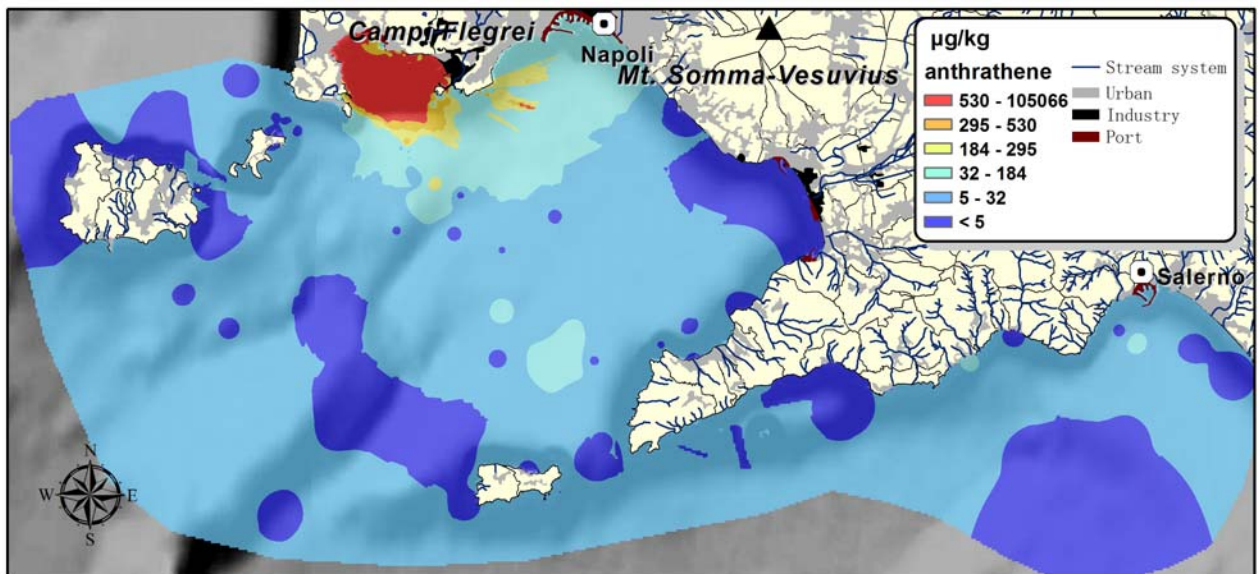 Campi Flegrei
Napoli
Mt. Somma-Vesuvius
Salerno
µg/kg
anthrathene
530 - 105066
295 - 530
184 - 295
32 - 184
5 - 32
< 5
Stream system
Urban
Industry
Port
N
W E
S